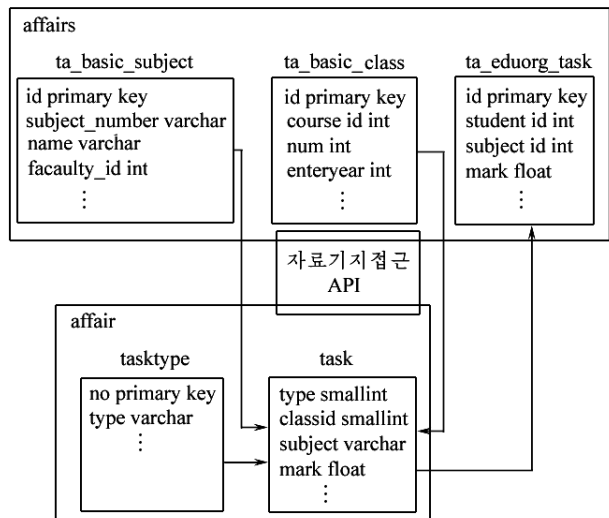 affairs
ta_basic_subject
id primary key
subject_number varchar
name varchar
facaulty_id int
⋮
ta_basic_class
id primary key
course id int
num int
enteryear int
⋮
ta_eduorg_task
id primary key
student id int
subject id int
mark float
⋮
자료기지접근
API
affair
tasktype
no primary key
type varchar
⋮
task
type smallint
classid smallint
subject varchar
mark float
⋮